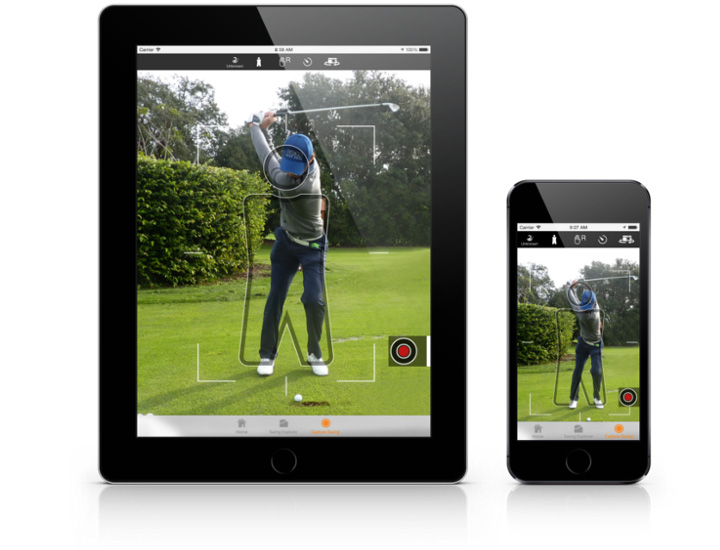 Carrier 8:58 AM 100%
Unknown R
Home Swing Explorer Capture Swing
Carrier 9:07 AM
Unknown R
Home Swing Explorer Capture Swing